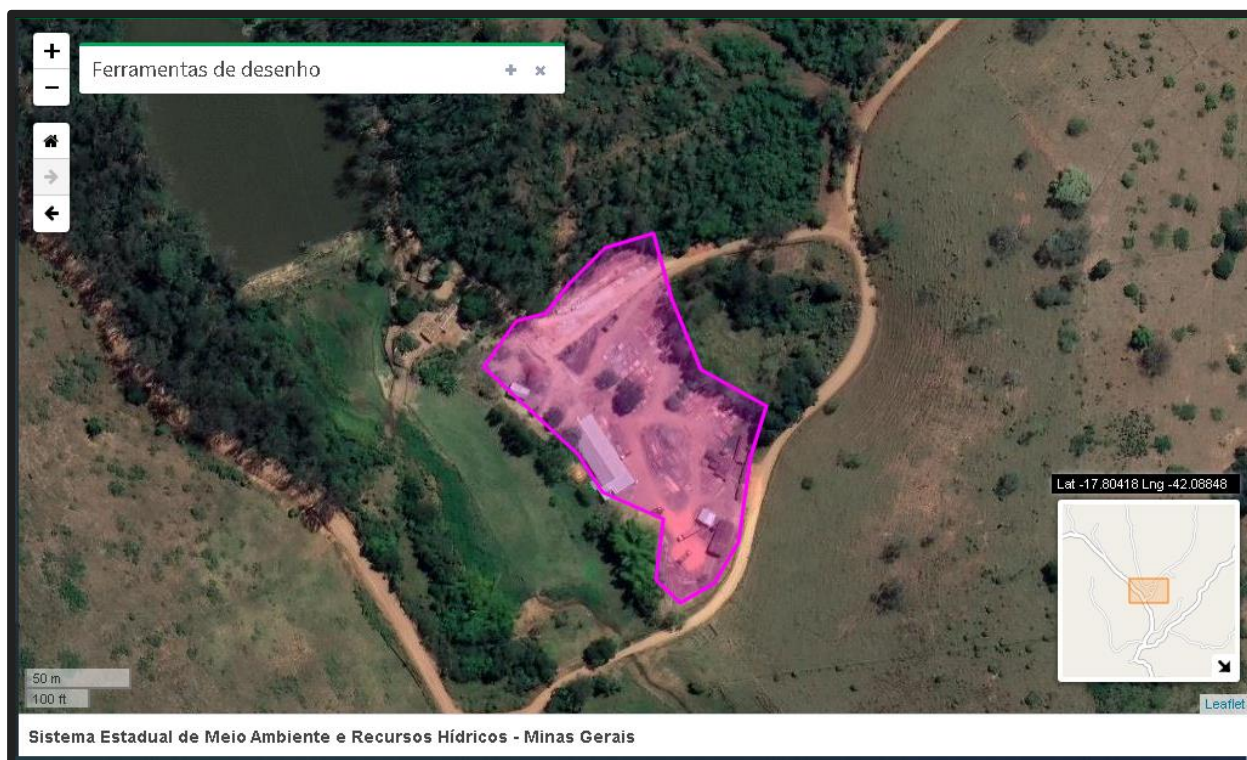 +
Ferramentas de desenho + ×
−
Lat -17.80418 Lng -42.08848
50 m
100 ft
Leaflet
Sistema Estadual de Meio Ambiente e Recursos Hídricos - Minas Gerais